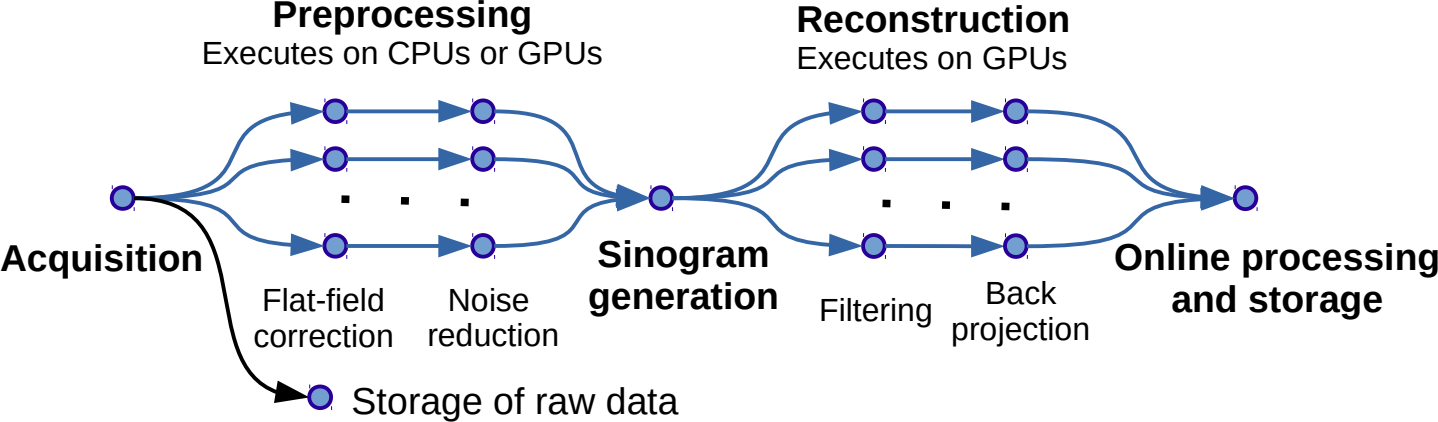 Preprocessing
Executes on CPUs or GPUs
Reconstruction
Executes on GPUs
Acquisition
Flat-field
correction
Noise
reduction
Sinogram
generation
Filtering
Back
projection
Online processing
and storage
Storage of raw data